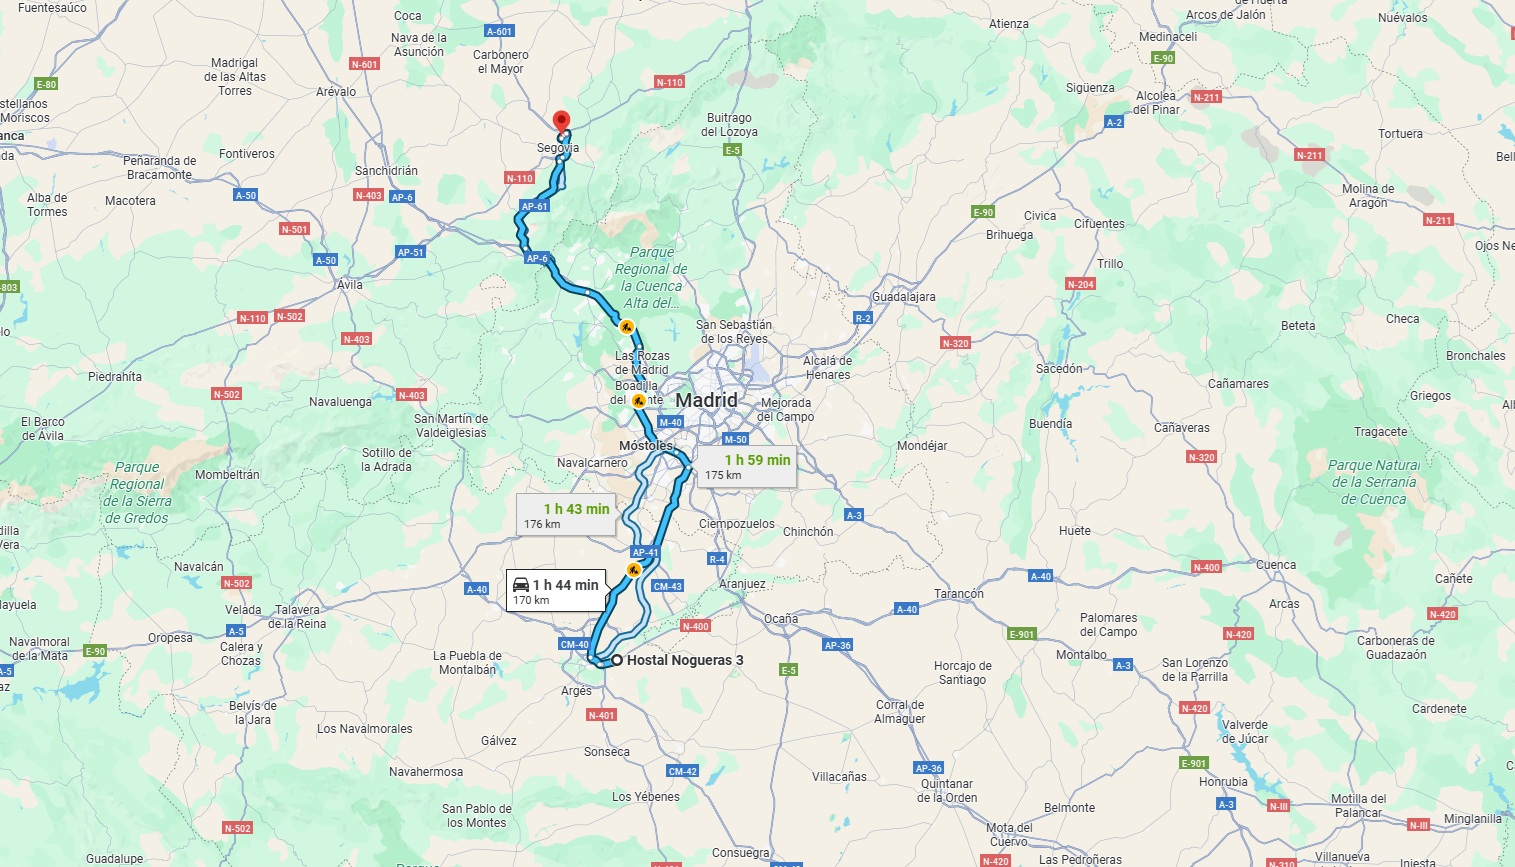 Fuentesaúco
Coca
A-601
Nava de la
Asunción
Carbonero
el Mayor
N-601
Madrigal
de las Altas
Torres
E-80
Arévalo
N-110
Atienza
de Huerta
Arcos de Jalón
Nuévalos
Medinaceli
E-90
Sigüenza
Alcolea
del Pinar
N-211
A-2
Tortuera
N-211
Molina de
Aragón
N-211
Ojos Ne
stellanos
Moriscos
anca
da
Buitrago
del Lozoya
E-5
Segovia
Fontiveros
Peñaranda de
Bracamonte
Sanchidrián
N-110
N-403
AP-6
A-50
Alba de
Tormes
Macotera
AP-61
N-501
AP-51
AP-6
A-50
Ávila
E-90
Civica
Cifuentes
Brihuega
Trillo
N-204
Parque
Regional de
la Cuenca
Alta del...
-803
N-110
N-502
N-403
Guadalajara
R-2
San Sebastián
de los Reyes
Beteta
Checa
N-320
Bronchales
Las Rozas
de Madrid
Alcalá de
Henares
Sacedón
Piedrahíta
Boadilla
del
nte
Madrid
Mejorada
del Campo
Cañamares
Griegos
N-502
N-403
Navaluenga
San Martín de
Valdeiglesias
El Barco
de Ávila
M-40
M-50
Buendía
Cañaveras
Tragacete
Móstoles
Mondéjar
Sotillo de
la Adrada
Navalcarnero
1 h 59 min
175 km
N-320
Parque
Regional
de la Sierra
de Gredos
Mombeltrán
Parque Natural
de la Serranía
de Cuenca
1 h 43 min
176 km
Ciempozuelos
Chinchón
A-3
Huete
AP-41
R-4
Navalcán
N-502
1 h 44 min
170 km
CM-43
Aranjuez
A-40
A-40
N-400
Cuenca
Cañete
Tarancón
Arcas
Velada
Talavera
de la Reina
Ocaña
A-40
Palomares
del Campo
N-420
A-5
Oropesa
Calera y
Chozas
N-400
E-901
N-420
Navalmoral
de la Mata
E-90
CM-40
AP-36
Montalbo
Carboneras de
Guadazaón
La Puebla de
Montalbán
Hostal Nogueras 3
E-5
Horcajo de
Santiago
A-3
San Lorenzo
de la Parrilla
Argés
Belvís de
la Jara
N-401
Corral de
Almaguer
N-420
Cardenete
Los Navalmorales
Valverde
de Júcar
Gálvez
Sonseca
E-901
Navahermosa
CM-42
Villacañas
AP-36
Honrubia
Quintanar
de la Orden
Los Yébenes
San Pablo de
los Montes
Belmonte
A-3
N-III
Motilla del
Palancar
N-III
Minglanilla
N-502
Mota del
Cuervo
Guadalupe
Consuegra
N-420
Las Pedroñeras
N-310
Villanueva
Iniesta